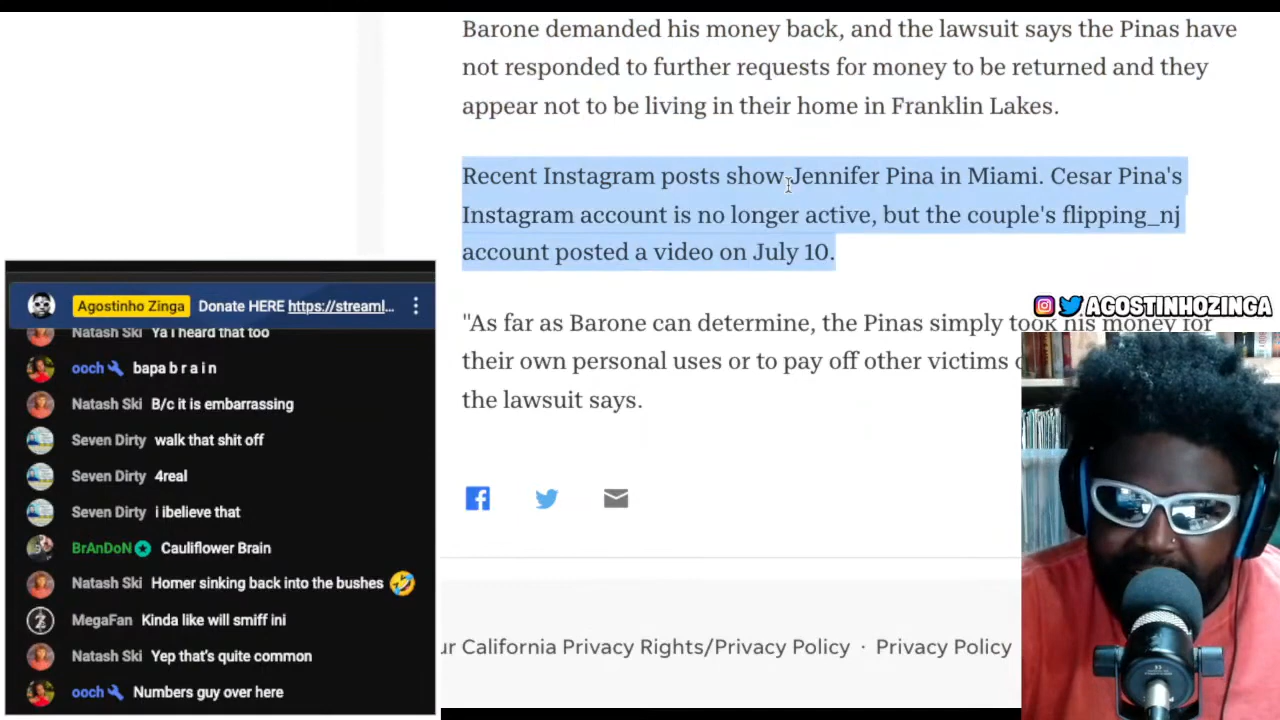 Barone demanded his money back, and the lawsuit says the Pinas have
not responded to further requests for money to be returned and they
appear not to be living in their home in Franklin Lakes.
Recent Instagram posts show Jennifer Pina in Miami. Cesar Pina's
Instagram account is no longer active, but the couple's flipping_nj
account posted a video on July 10.
"As far as Barone can determine, the Pinas simply took his money for
their own personal uses or to pay off other victims
the lawsuit says.
ur California Privacy Rights/Privacy Policy · Privacy Policy
Agostinho Zinga Donate HERE https://streaml...
Natash Ski Ya i heard that too
ooch bapa b r a i n
Natash Ski B/c it is embarrassing
Seven Dirty walk that shit off
Seven Dirty 4real
Seven Dirty i ibelieve that
BrAnDoN Cauliflower Brain
Natash Ski Homer sinking back into the bushes 🤣
MegaFan Kinda like will smiff ini
Natash Ski Yep that's quite common
ooch Numbers guy over here
AGOSTINHOZINGA